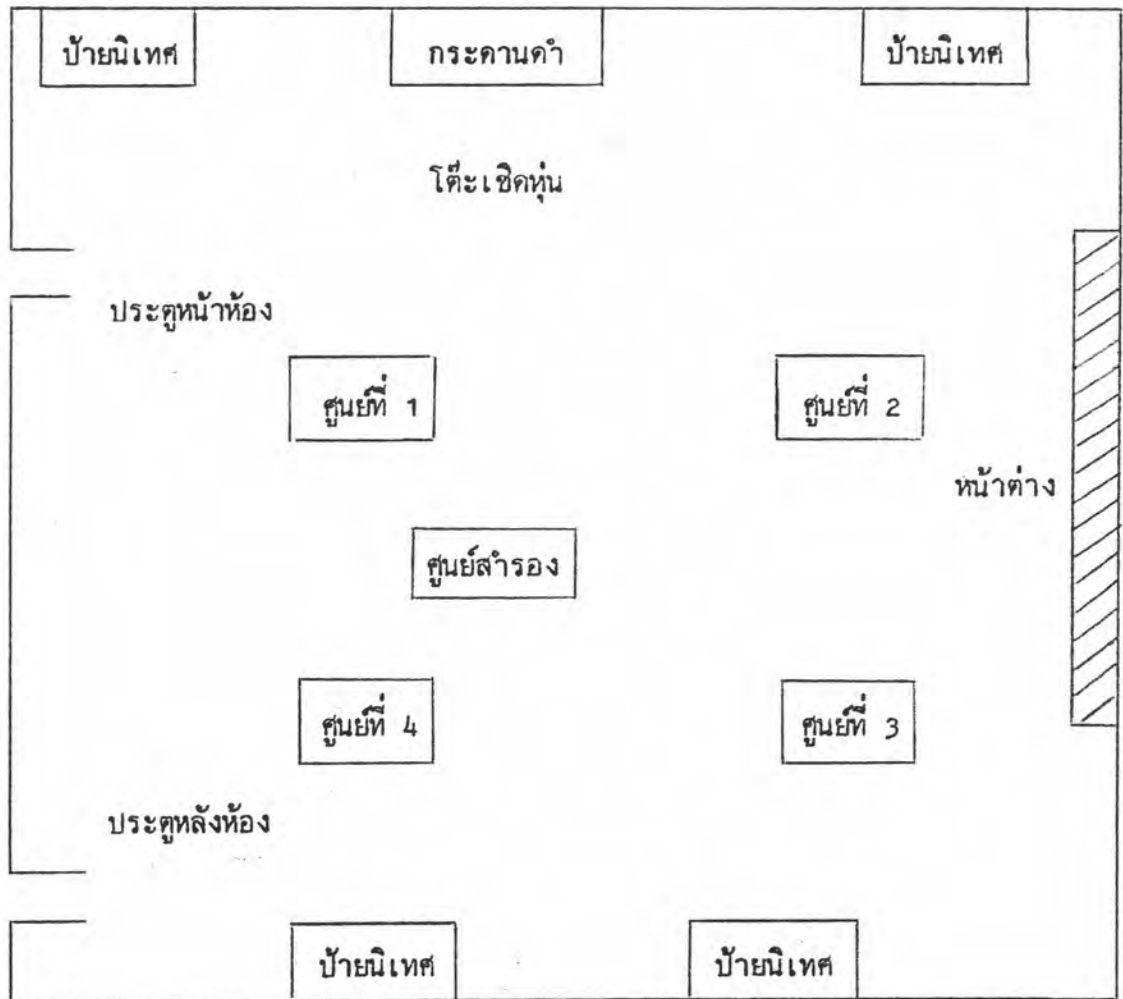 ป้ายนิเทศ กระดานดำ ป้ายนิเทศ
โต๊ะเชิดหุ่น
ประตูหน้าห้อง
ศูนย์ที่ 1 ศูนย์ที่ 2
หน้าต่าง
ศูนย์สำรอง
ศูนย์ที่ 4 ศูนย์ที่ 3
ประตูหลังห้อง
ป้ายนิเทศ ป้ายนิเทศ